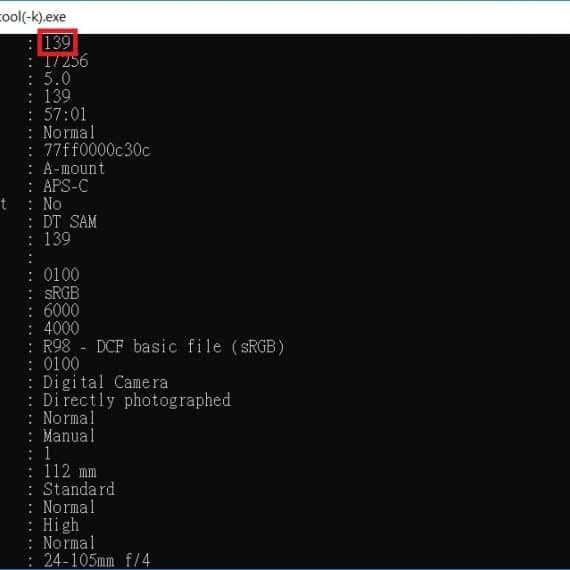 tool(-k).exe
: 139
: 17256
: 5.0
: 139
: 57:01
: Normal
: 77ff0000c30c
: A-mount
: APS-C
t : No
: DT SAM
: 139
:
: 0100
: sRGB
: 6000
: 4000
: R98 - DCF basic file (sRGB)
: 0100
: Digital Camera
: Directly photographed
: Normal
: Manual
: 1
: 112 mm
: Standard
: Normal
: High
: Normal
: 24-105mm f/4